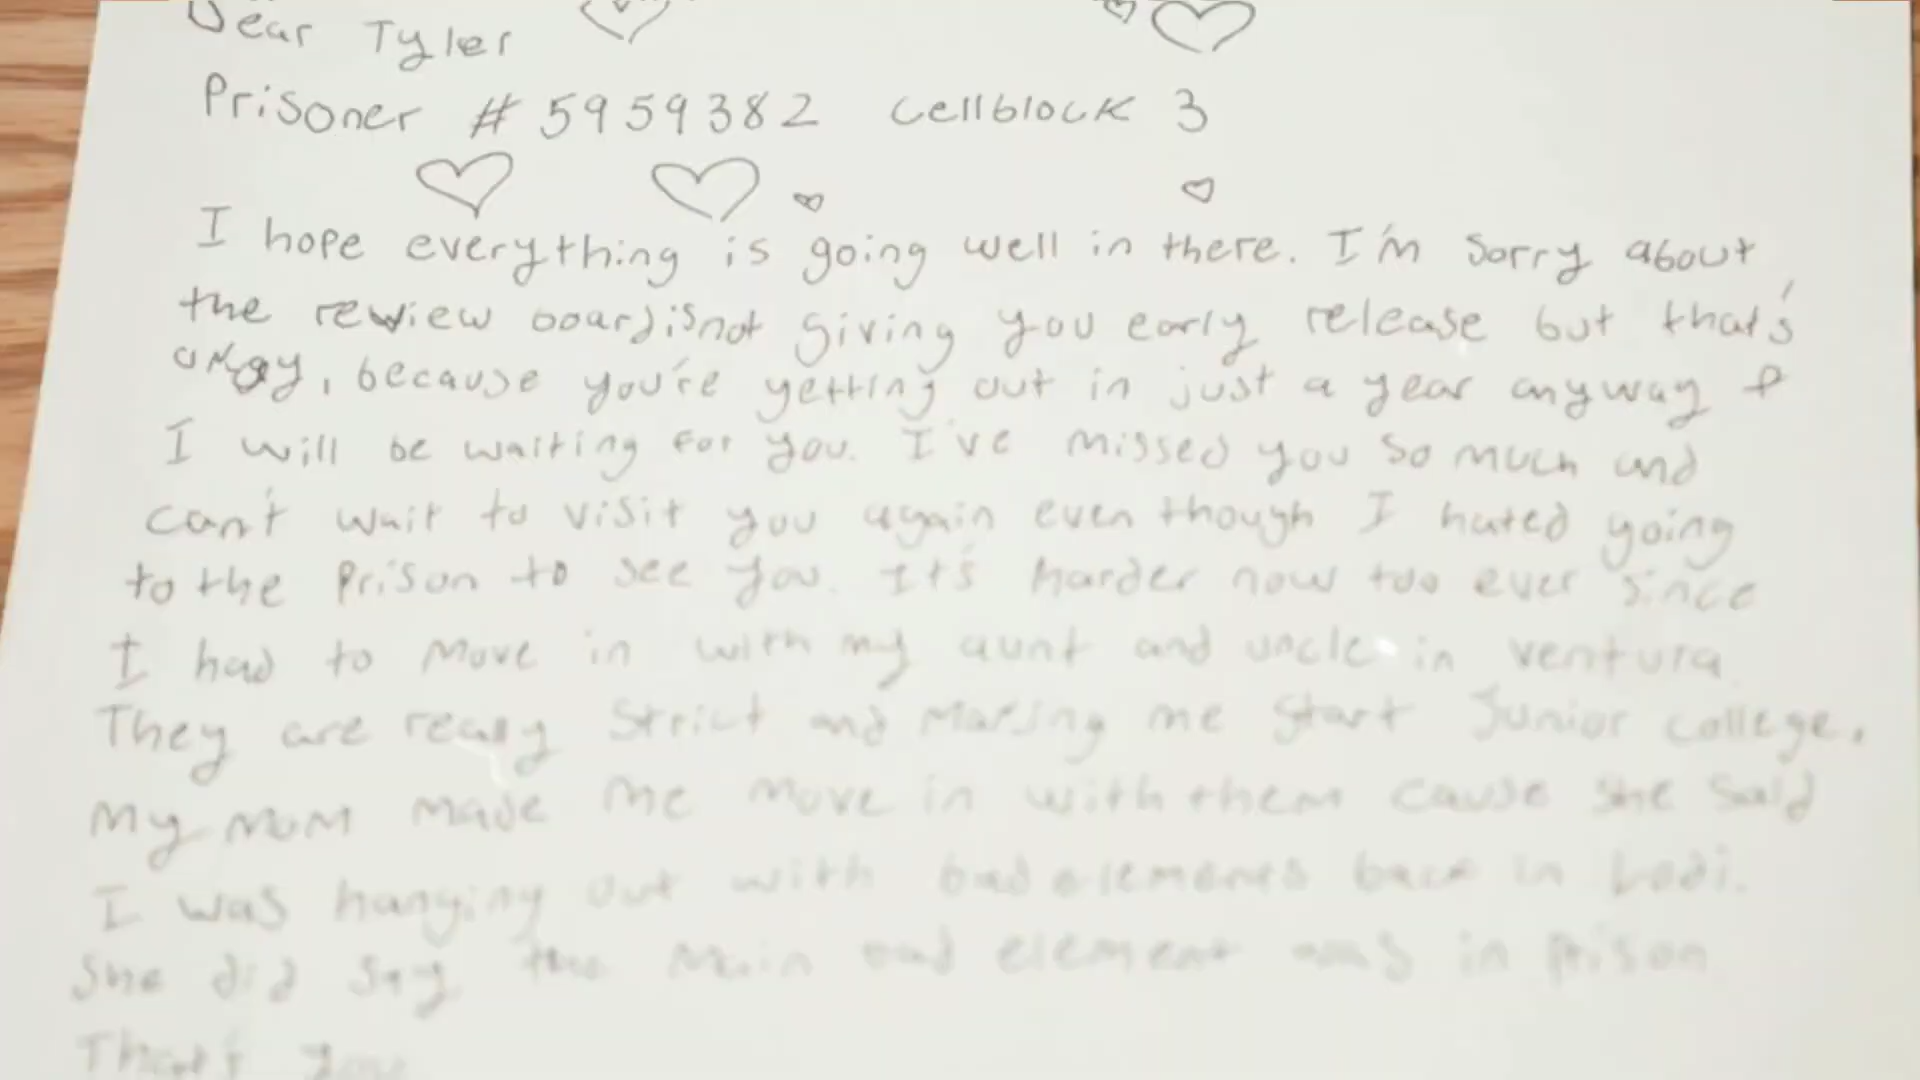 Dear Tyler
Prisoner # 5959382 Cellblock 3
I hope everything is going well in there. I'm sorry about
the review board is not giving you early release but that's
okay, because you're getting out in just a year anyway &
I will be waiting for you. I've missed you so much and
can't wait to visit you again even though I hated going
to the prison to see you. It's harder now too ever since
I had to move in with my aunt and uncle in Ventura
They are really strict and making me start Junior college.
My mom made me move in with them cause she said
I was hanging out with bad elements back in Lodi.
She did say the main bad element was in prison
That's you